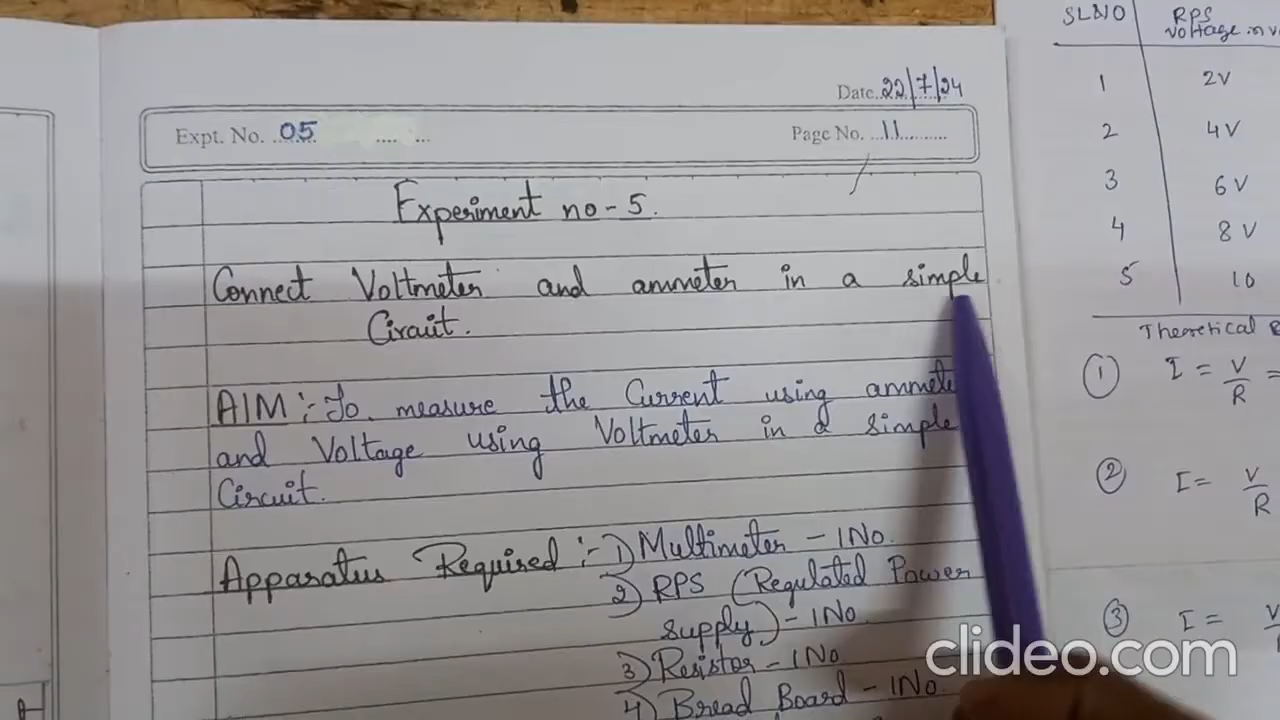 Date..22/7/24
Expt. No. ..05...... .... ...
Page No. ...11..........
Experiment no - 5.
Connect Voltmeter and ammeter in a simple
Circuit.
AIM :- To measure the Current using ammete
and Voltage using Voltmeter in a simple
Circuit.
Apparatus Required :- 1) Multimeter - 1No.
2) RPS (Regulated Power
supply) - 1No.
3) Resistor - 1No
4) Bread Board - 1No.
SLNO RPS
Voltage in v
1 2V
2 4V
3 6V
4 8V
5 10
Theoretical
① I = V/R =
② I = V/R
③ I = V
clideo.com